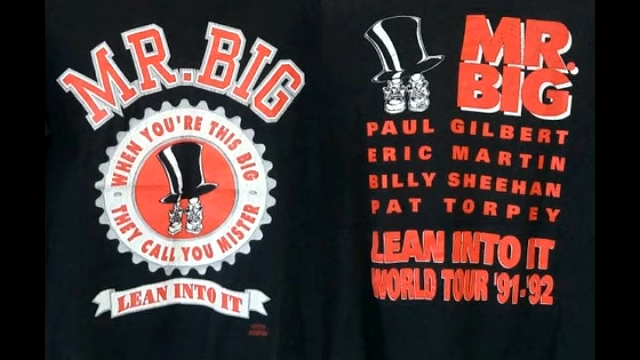 MR. BIG
WHEN YOU'RE THIS BIG
THEY CALL YOU MISTER
LEAN INTO IT
MR.
BIG
PAUL GILBERT
ERIC MARTIN
BILLY SHEEHAN
PAT TORPEY
LEAN INTO IT
WORLD TOUR '91-'92